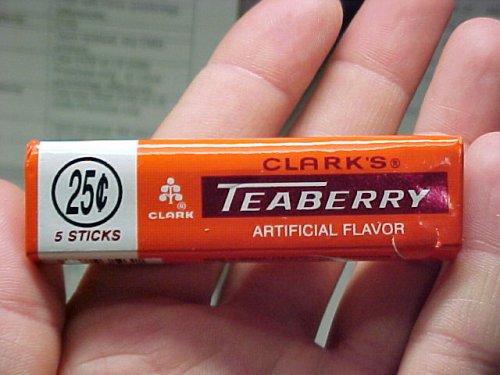 25¢
5 STICKS
®
CLARK
CLARK'S®
TEABERRY
ARTIFICIAL FLAVOR